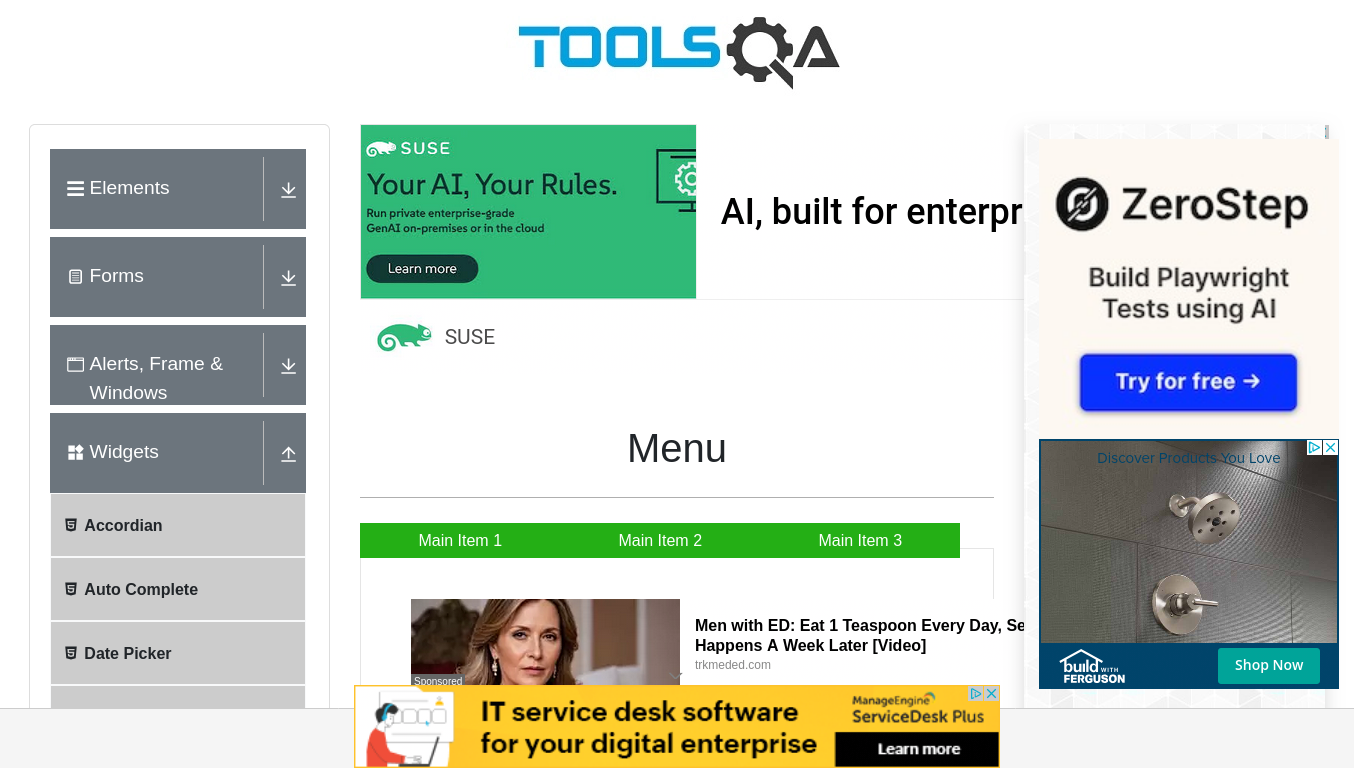 TOOLSQA
Elements
Forms
Alerts, Frame &
Windows
Widgets
Accordian
Auto Complete
Date Picker
SUSE
Your AI, Your Rules.
Run private enterprise-grade
GenAI on-premises or in the cloud
Learn more
AI, built for enterpr
SUSE
Menu
Main Item 1
Main Item 2
Main Item 3
Men with ED: Eat 1 Teaspoon Every Day, Se
Happens A Week Later [Video]
trkmeded.com
Sponsored
ZeroStep
Build Playwright
Tests using AI
Try for free →
Discover Products You Love
build WITH
FERGUSON
Shop Now
IT service desk software
for your digital enterprise
ManageEngine
ServiceDesk Plus
Learn more